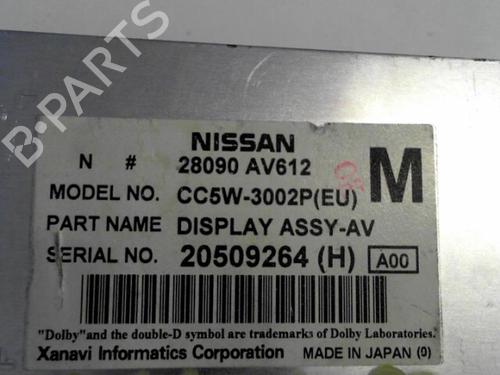 B-PARTS
NISSAN
N # 28090 AV612
M
MODEL NO. CC5W-3002P(EU)
PART NAME DISPLAY ASSY-AV
SERIAL NO. 20509264 (H) A00
"Dolby"and the double-D symbol are trademarks of Dolby Laboratories.
Xanavi Informatics Corporation MADE IN JAPAN (0)